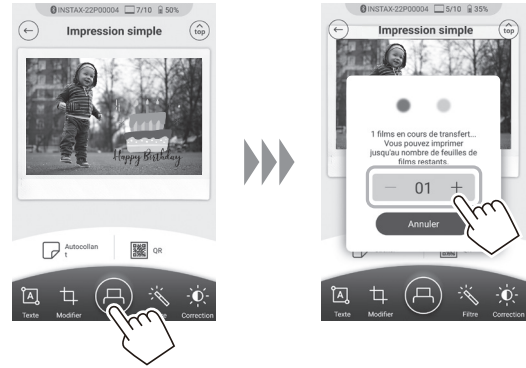 INSTAX-22P00004 7/10 50%
Impression simple
top
Happy Birthday
Autocollan
t
QR
Texte
Modifier
Correction
INSTAX-22P00004 5/10 35%
Impression simple
top
1 films en cours de transfert...
Vous pouvez imprimer
jusqu'au nombre de feuilles de
films restants.
— 01 +
Annuler
Texte
Modifier
Filtre
Correction